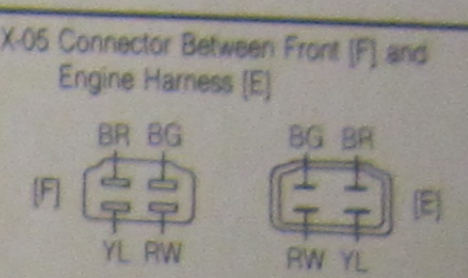 X-05 Connector Between Front [F] and
Engine Harness [E]
BR BG
BG BR
[F]
[E]
YL RW
RW YL